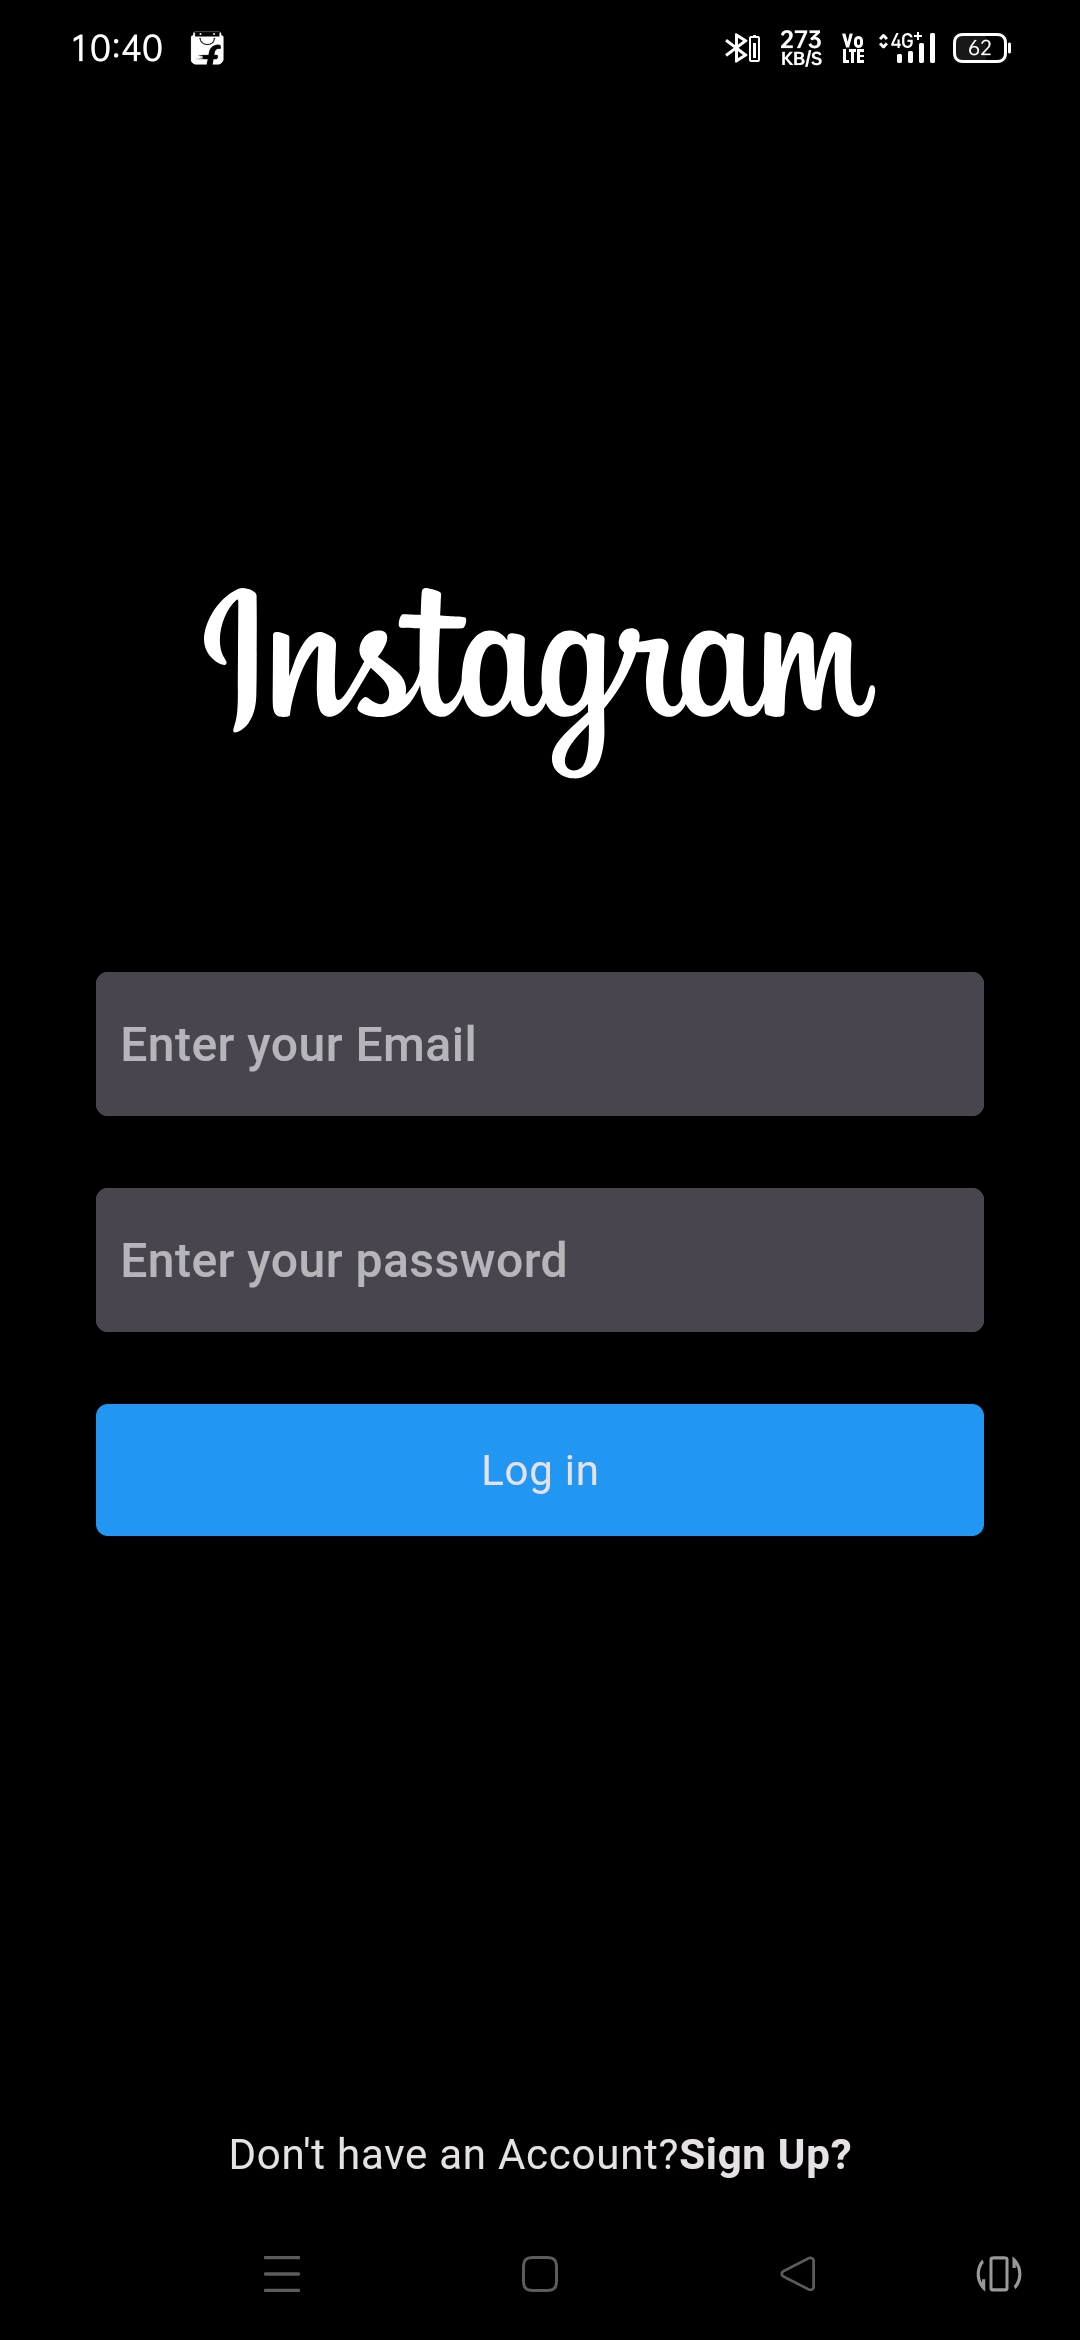 10:40 273 KB/S Vo LTE 4G+ 62
Instagram
Enter your Email
Enter your password
Log in
Don't have an Account?Sign Up?